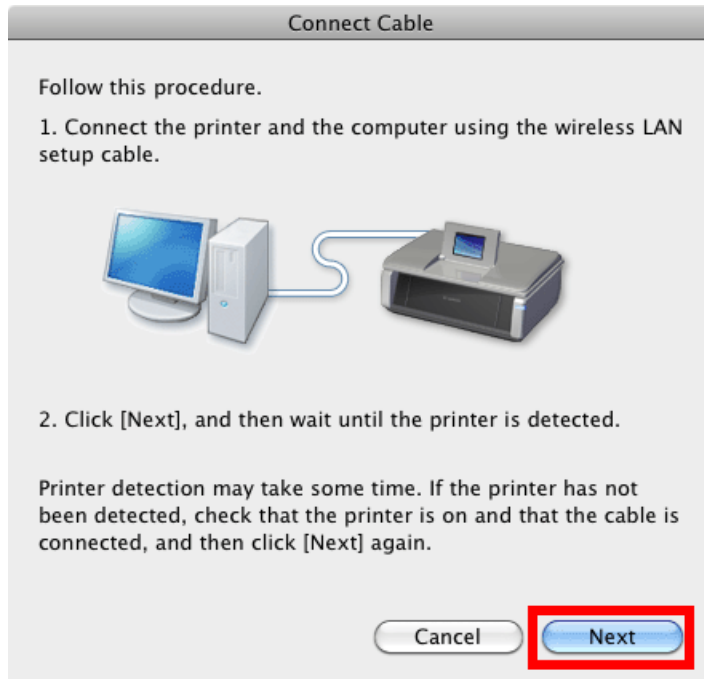 Connect Cable
Follow this procedure.
1. Connect the printer and the computer using the wireless LAN
setup cable.
2. Click [Next], and then wait until the printer is detected.
Printer detection may take some time. If the printer has not
been detected, check that the printer is on and that the cable is
connected, and then click [Next] again.
Cancel
Next